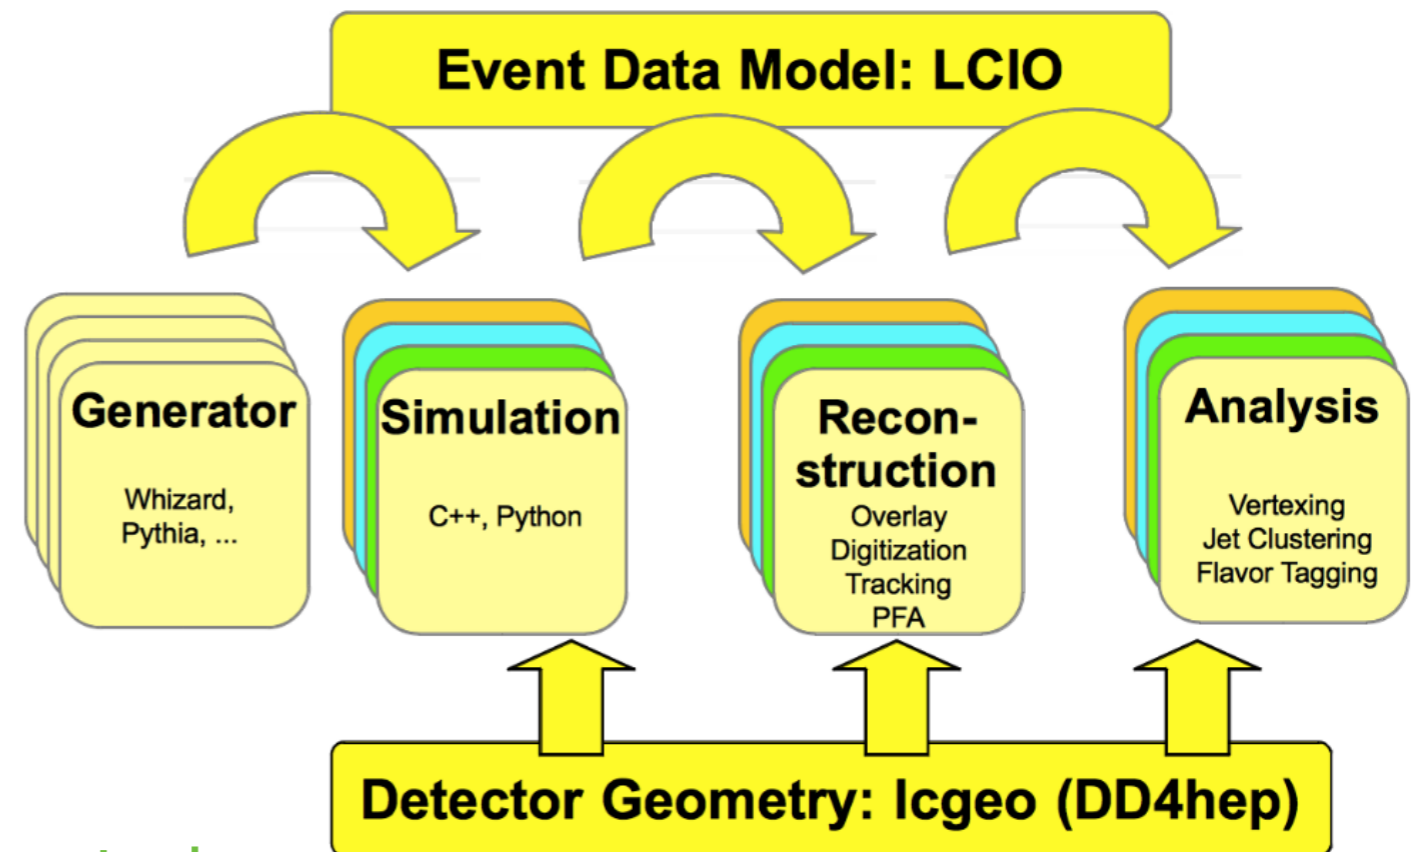 Event Data Model: LCIO
Generator
Whizard,
Pythia, ...
Simulation
C++, Python
Recon-
struction
Overlay
Digitization
Tracking
PFA
Analysis
Vertexing
Jet Clustering
Flavor Tagging
Detector Geometry: lcgeo (DD4hep)